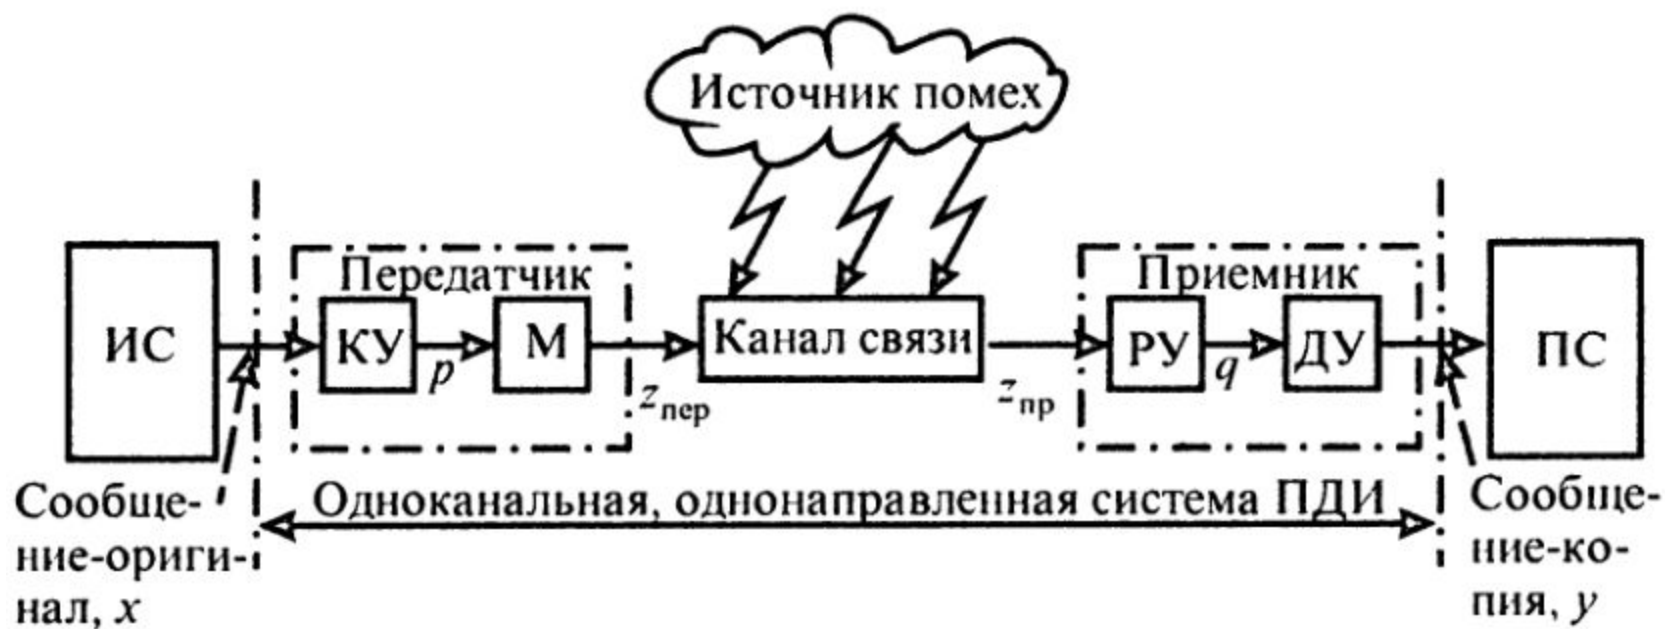 Источник помех
Передатчик
Приемник
ИС
КУ
p
М
zпер
Канал связи
zпр
РУ
q
ДУ
ПС
Сообще-
ние-ориги-
нал, x
Одноканальная, однонаправленная система ПДИ
Сообще-
ние-ко-
пия, y